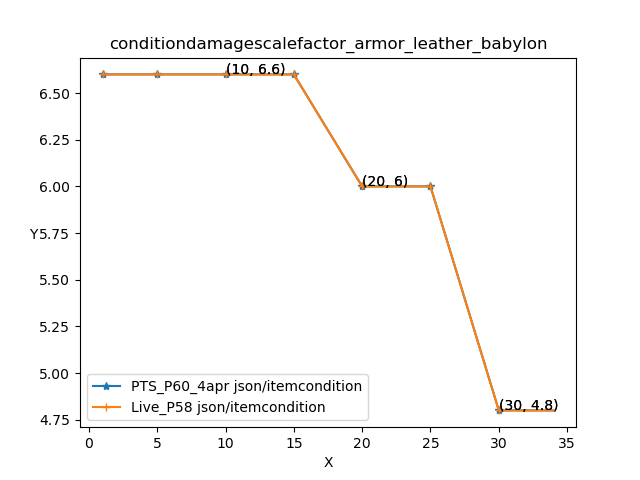 conditiondamagescalefactor_armor_leather_babylon
(10, 6.6)
6.50
6.25
(20, 6)
6.00
Y
5.75
5.50
5.25
5.00
PTS_P60_4apr json/itemcondition
Live_P58 json/itemcondition
(30, 4.8)
4.75
0 5 10 15 20 25 30 35
X